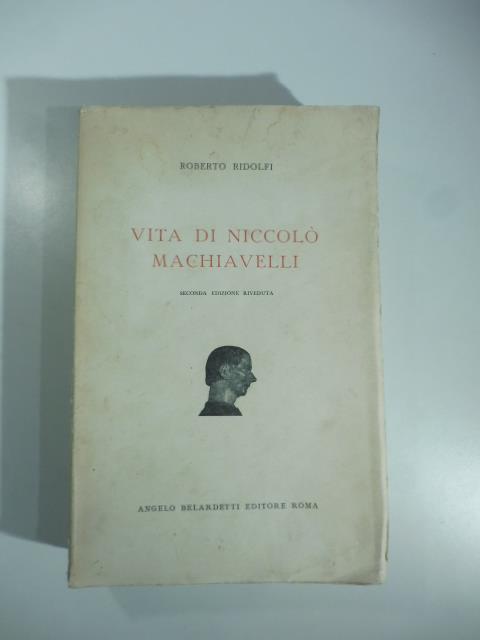 ROBERTO RIDOLFI
VITA DI NICCOLÒ
MACHIAVELLI
SECONDA EDIZIONE RIVEDUTA
ANGELO BELARDETTI EDITORE ROMA